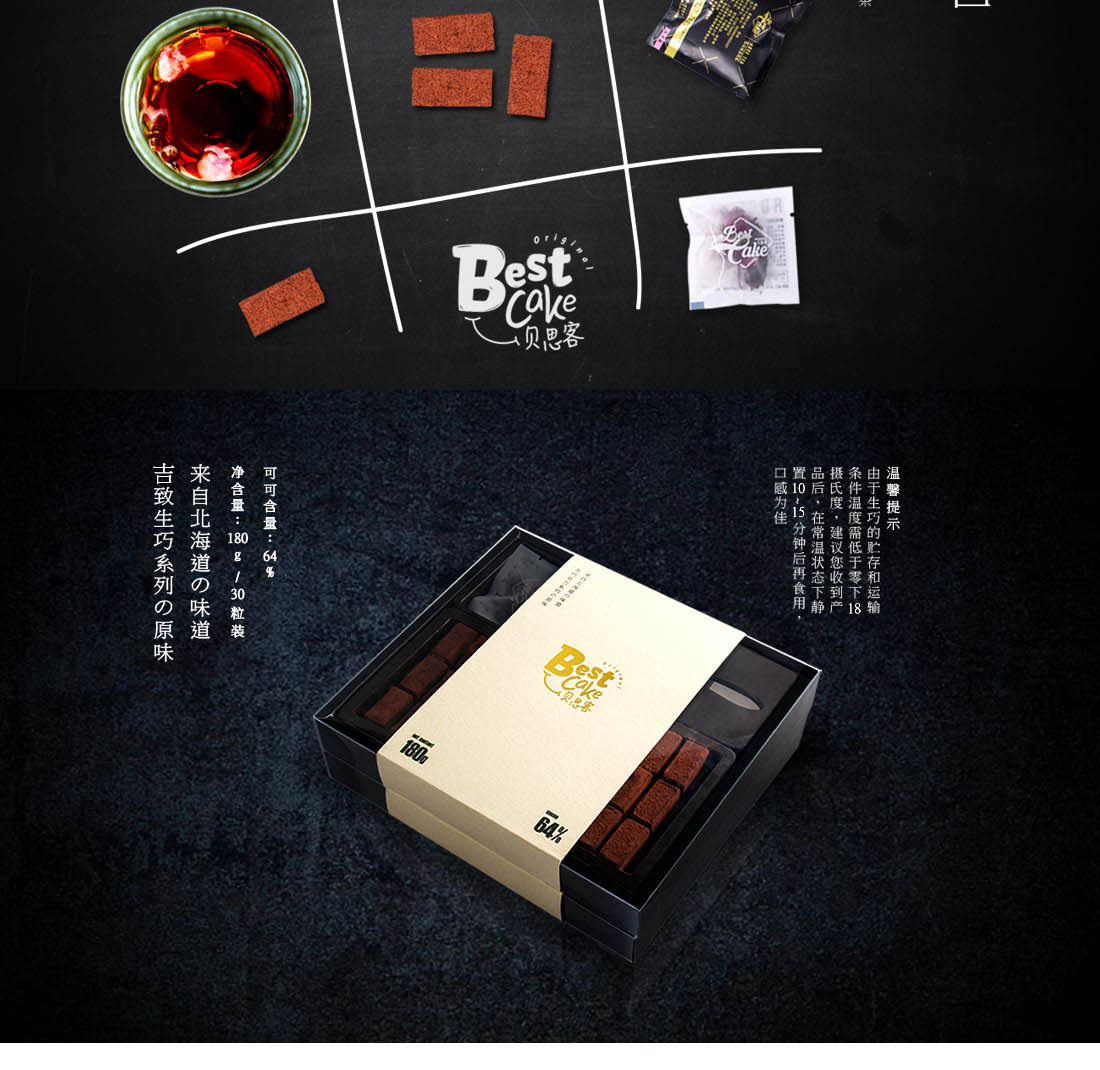 茶
Original
Best
Cake
贝思客
Best
Cake
温馨提示
由于生巧的贮存和运输
条件温度需低于零下18
摄氏度，建议您收到产
品后，在常温状态下静
置10~15分钟后再食用，
口感为佳
可可含量：64%
净含量：180g/30粒装
来自北海道の味道
吉致生巧系列の原味
Original
Best
Cake
贝思客
180g
64%